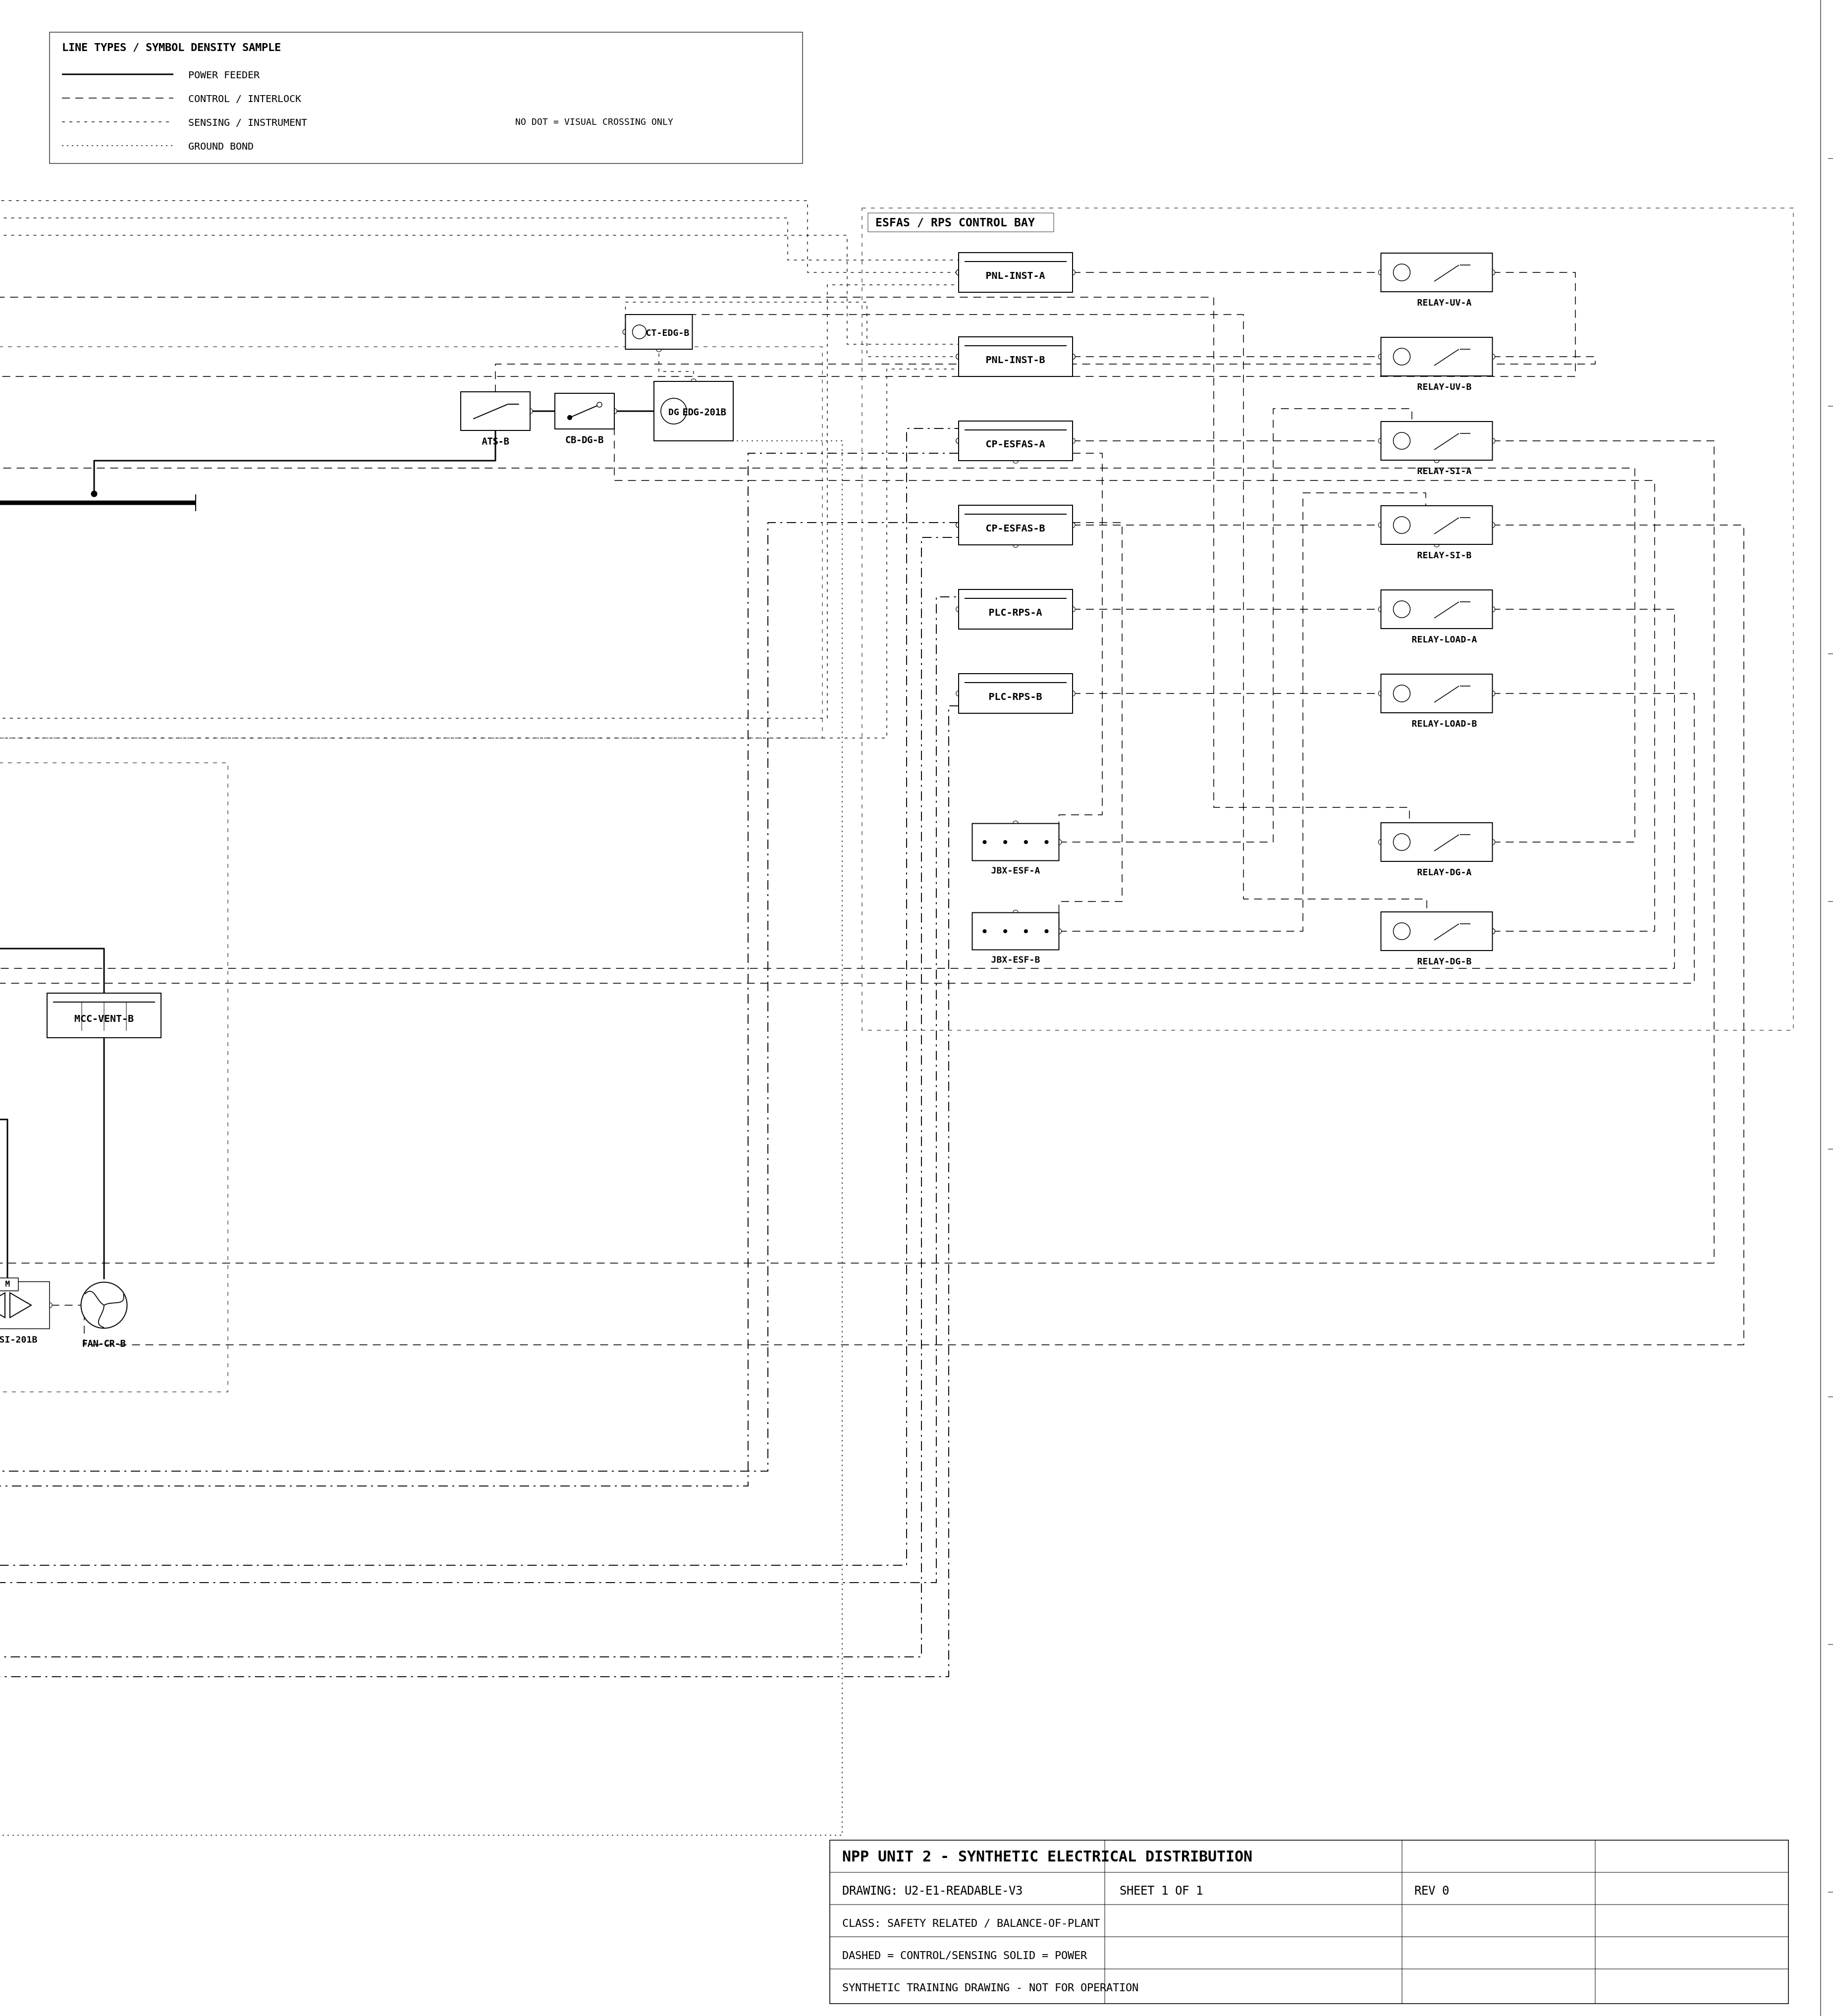 LINE TYPES / SYMBOL DENSITY SAMPLE
POWER FEEDER
CONTROL / INTERLOCK
SENSING / INSTRUMENT
NO DOT = VISUAL CROSSING ONLY
GROUND BOND
ESFAS / RPS CONTROL BAY
PNL-INST-A
RELAY-UV-A
CT-EDG-B
PNL-INST-B
RELAY-UV-B
DG
EDG-201B
ATS-B
CB-DG-B
CP-ESFAS-A
RELAY-SI-A
CP-ESFAS-B
RELAY-SI-B
PLC-RPS-A
RELAY-LOAD-A
PLC-RPS-B
RELAY-LOAD-B
JBX-ESF-A
RELAY-DG-A
JBX-ESF-B
RELAY-DG-B
MCC-VENT-B
M
SI-201B
FAN-CR-B
NPP UNIT 2 - SYNTHETIC ELECTRICAL DISTRIBUTION
DRAWING: U2-E1-READABLE-V3
SHEET 1 OF 1
REV 0
CLASS: SAFETY RELATED / BALANCE-OF-PLANT
DASHED = CONTROL/SENSING SOLID = POWER
SYNTHETIC TRAINING DRAWING - NOT FOR OPERATION